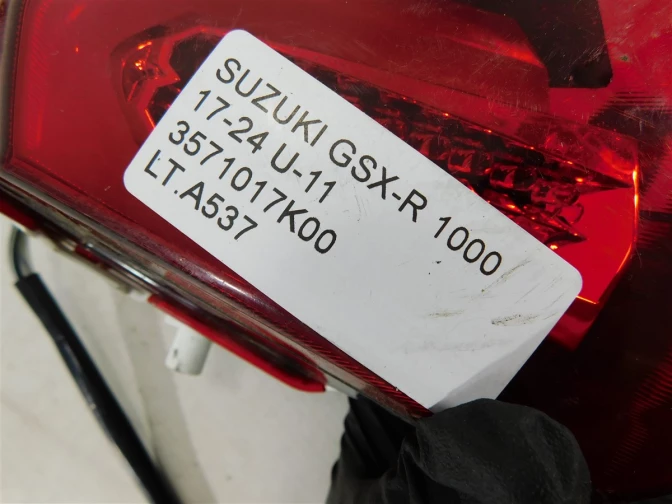 SUZUKI GSX-R 1000
17-24 U-11
3571017K00
LT.A537